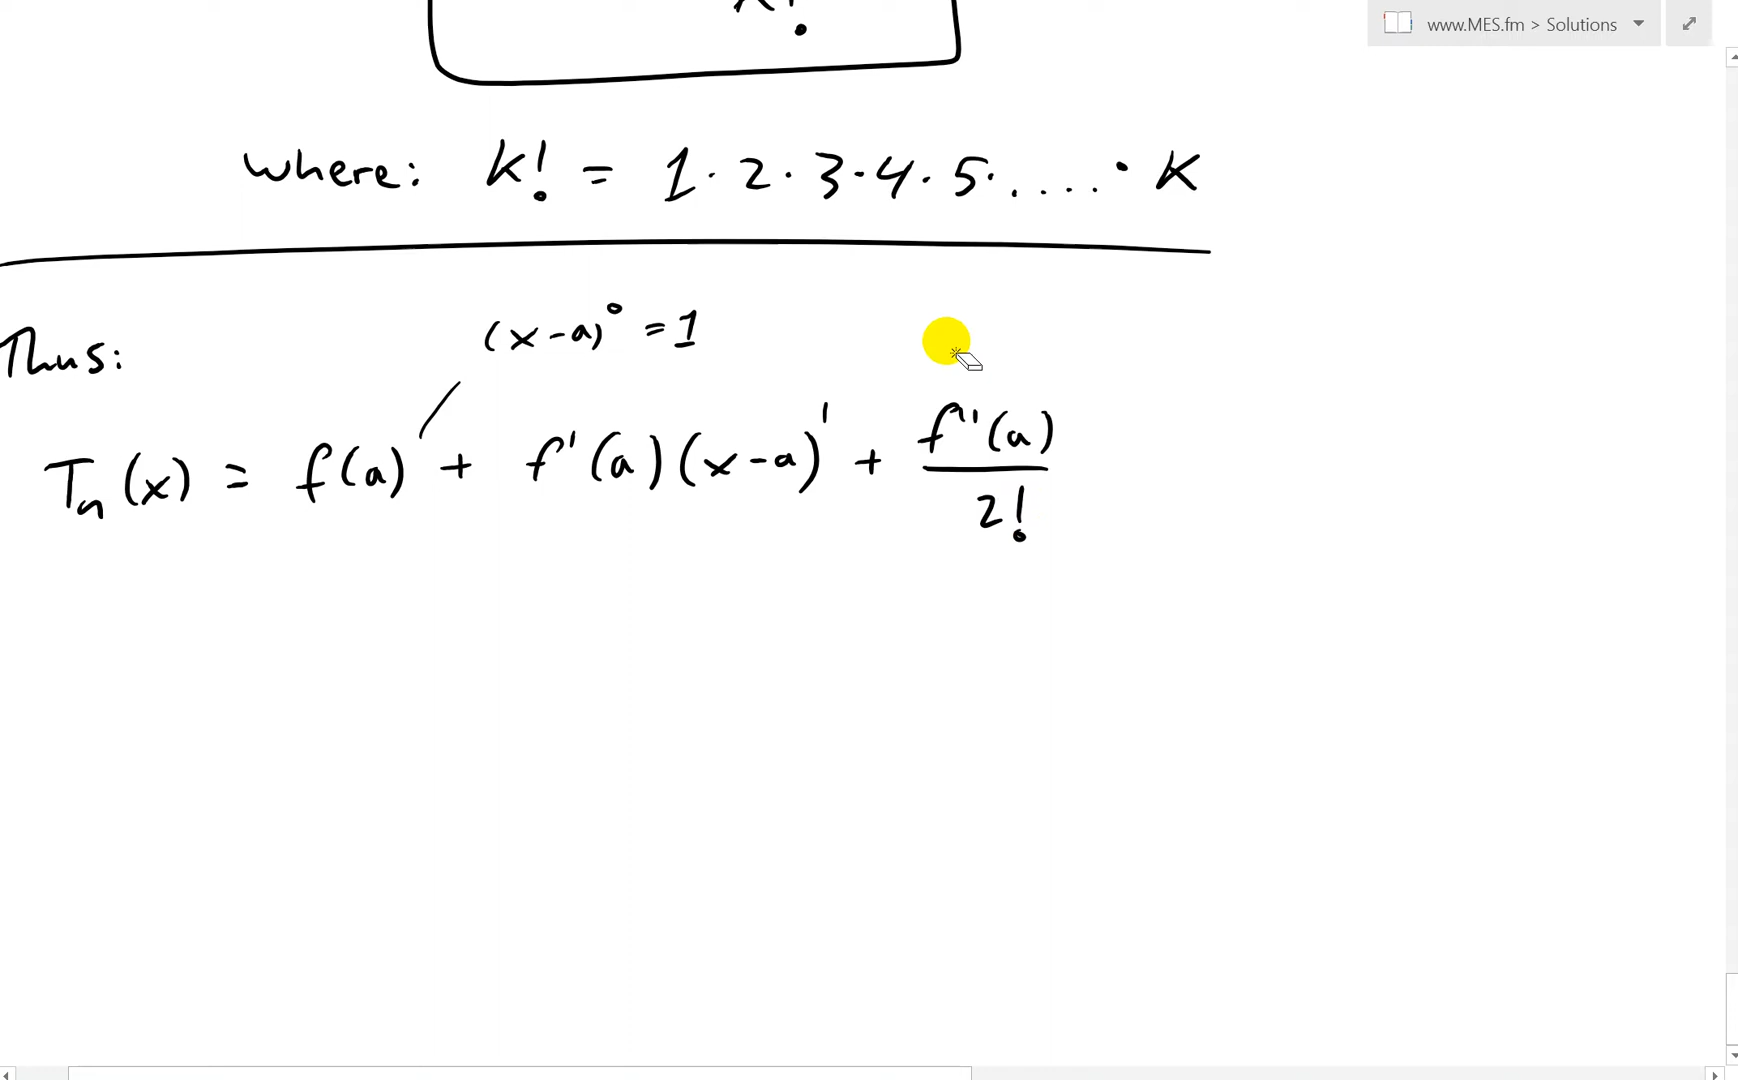 www.MES.fm > Solutions
K!
where: K! = 1 · 2 · 3 · 4 · 5 · .... · K
Thus:
(x-a)⁰ = 1
Tₙ(x) = f(a) + f'(a)(x-a)¹ + f''(a)/2!